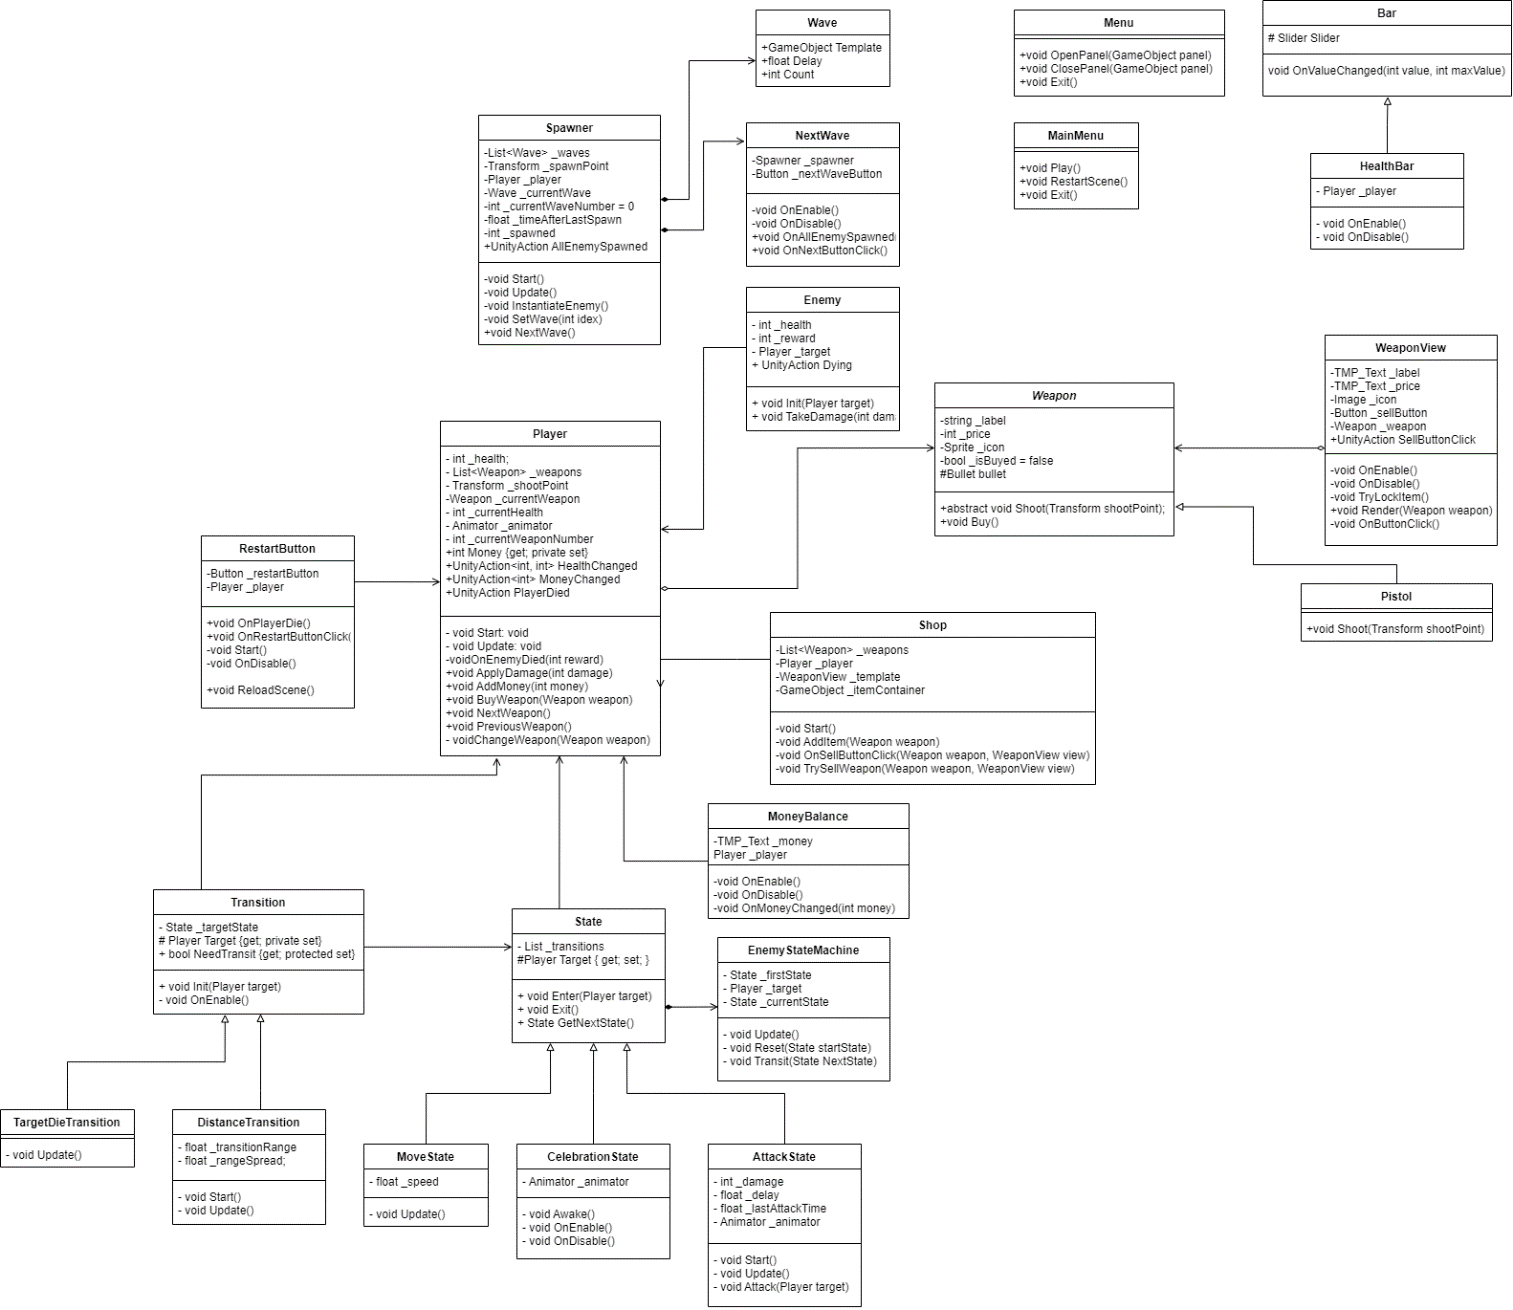 Wave
+GameObject Template
+float Delay
+int Count
Menu
+void OpenPanel(GameObject panel)
+void ClosePanel(GameObject panel)
+void Exit()
Bar
# Slider Slider
void OnValueChanged(int value, int maxValue)
Spawner
-List<Wave> _waves
-Transform _spawnPoint
-Player _player
-Wave _currentWave
-int _currentWaveNumber = 0
-float _timeAfterLastSpawn
-int _spawned
+UnityAction AllEnemySpawned
-void Start()
-void Update()
-void InstantiateEnemy()
-void SetWave(int idex)
+void NextWave()
NextWave
-Spawner _spawner
-Button _nextWaveButton
-void OnEnable()
-void OnDisable()
+void OnAllEnemySpawned(
+void OnNextButtonClick()
MainMenu
+void Play()
+void RestartScene()
+void Exit()
HealthBar
- Player _player
- void OnEnable()
- void OnDisable()
Enemy
- int _health
- int _reward
- Player _target
+ UnityAction Dying
+ void Init(Player target)
+ void TakeDamage(int dam
Weapon
-string _label
-int _price
-Sprite _icon
-bool _isBuyed = false
#Bullet bullet
+abstract void Shoot(Transform shootPoint);
+void Buy()
WeaponView
-TMP_Text _label
-TMP_Text _price
-Image _icon
-Button _sellButton
-Weapon _weapon
+UnityAction SellButtonClick
-void OnEnable()
-void OnDisable()
-void TryLockItem()
+void Render(Weapon weapon)
-void OnButtonClick()
Player
- int _health;
- List<Weapon> _weapons
- Transform _shootPoint
-Weapon _currentWeapon
- int _currentHealth
- Animator _animator
- int _currentWeaponNumber
+int Money {get; private set}
+UnityAction<int, int> HealthChanged
+UnityAction<int> MoneyChanged
+UnityAction PlayerDied
- void Start: void
- void Update: void
-voidOnEnemyDied(int reward)
+void ApplyDamage(int damage)
+void AddMoney(int money)
+void BuyWeapon(Weapon weapon)
+void NextWeapon()
+void PreviousWeapon()
- voidChangeWeapon(Weapon weapon)
RestartButton
-Button _restartButton
-Player _player
+void OnPlayerDie()
+void OnRestartButtonClick(
-void Start()
-void OnDisable()
+void ReloadScene()
Pistol
+void Shoot(Transform shootPoint)
Shop
-List<Weapon> _weapons
-Player _player
-WeaponView _template
-GameObject _itemContainer
-void Start()
-void AddItem(Weapon weapon)
-void OnSellButtonClick(Weapon weapon, WeaponView view)
-void TrySellWeapon(Weapon weapon, WeaponView view)
MoneyBalance
-TMP_Text _money
Player _player
-void OnEnable()
-void OnDisable()
-void OnMoneyChanged(int money)
Transition
- State _targetState
# Player Target {get; private set}
+ bool NeedTransit {get; protected set}
+ void Init(Player target)
- void OnEnable()
State
- List _transitions
#Player Target { get; set; }
+ void Enter(Player target)
+ void Exit()
+ State GetNextState()
EnemyStateMachine
- State _firstState
- Player _target
- State _currentState
- void Update()
- void Reset(State startState)
- void Transit(State NextState)
TargetDieTransition
- void Update()
DistanceTransition
- float _transitionRange
- float _rangeSpread;
- void Start()
- void Update()
MoveState
- float _speed
- void Update()
CelebrationState
- Animator _animator
- void Awake()
- void OnEnable()
- void OnDisable()
AttackState
- int _damage
- float _delay
- float _lastAttackTime
- Animator _animator
- void Start()
- void Update()
- void Attack(Player target)